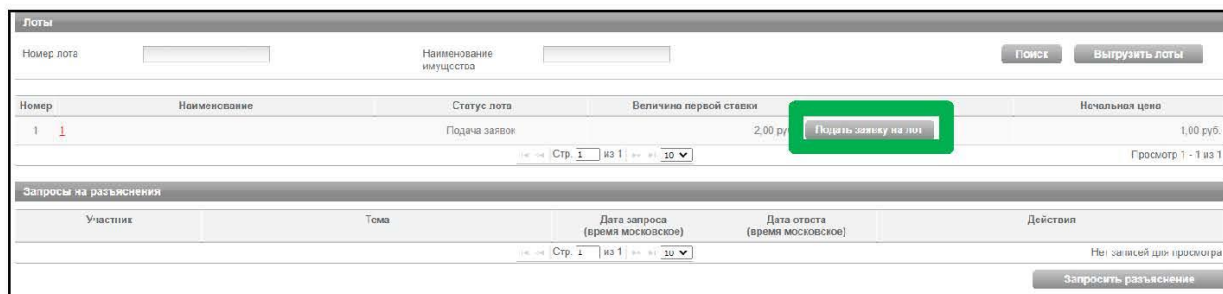 Лоты
Номер лота
Наименование имущества
Поиск
Выгрузить лоты
Номер Наименование Статус лота Величина первой ставки Начальная цена
1 1 Подача заявок 2,00 ру Подать заявку на лот 1,00 руб.
Стр. 1 из 1 10 Просмотр 1 - 1 из 1
Запросы на разъяснения
Участник Тема Дата запроса Дата ответа Действия
(время московское) (время московское)
Стр. 1 из 1 10 Нет записей для просмотра
Запросить разъяснение